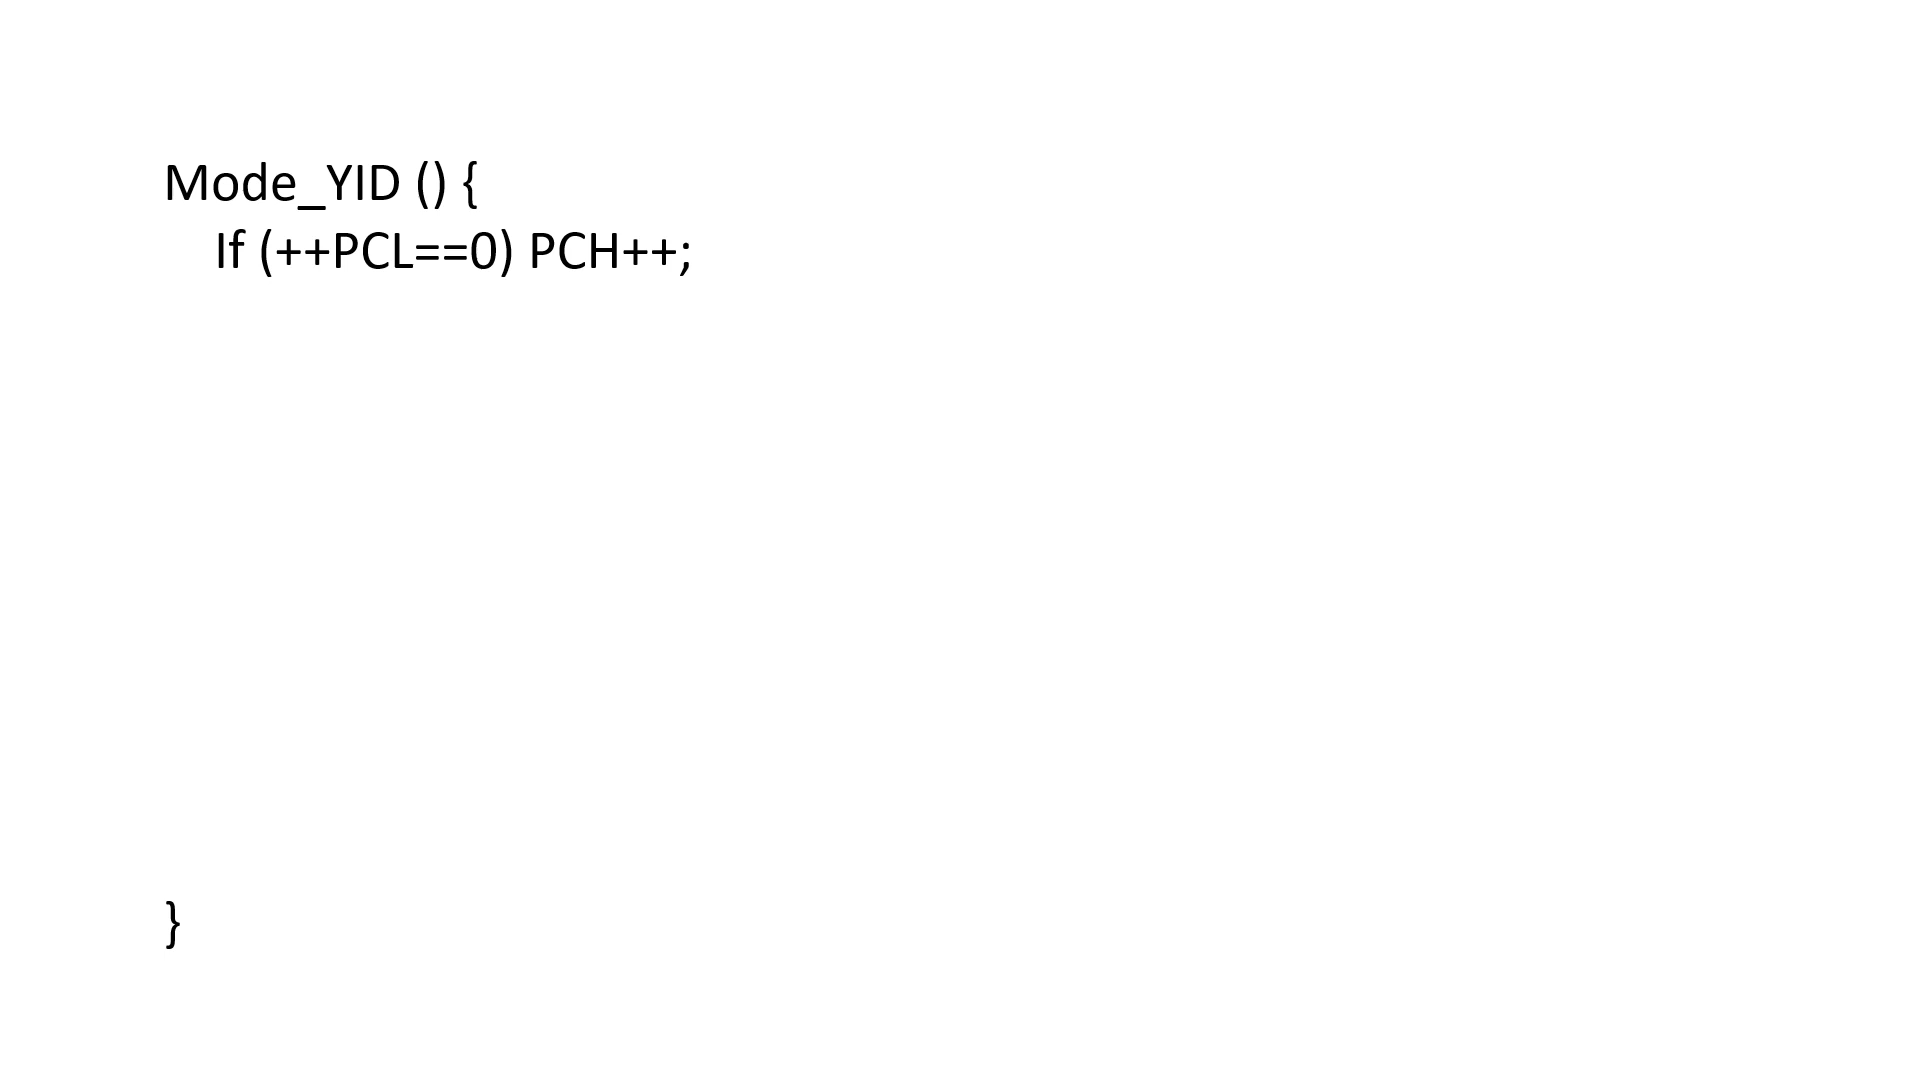 Mode_YID () {
If (++PCL==0) PCH++;
}